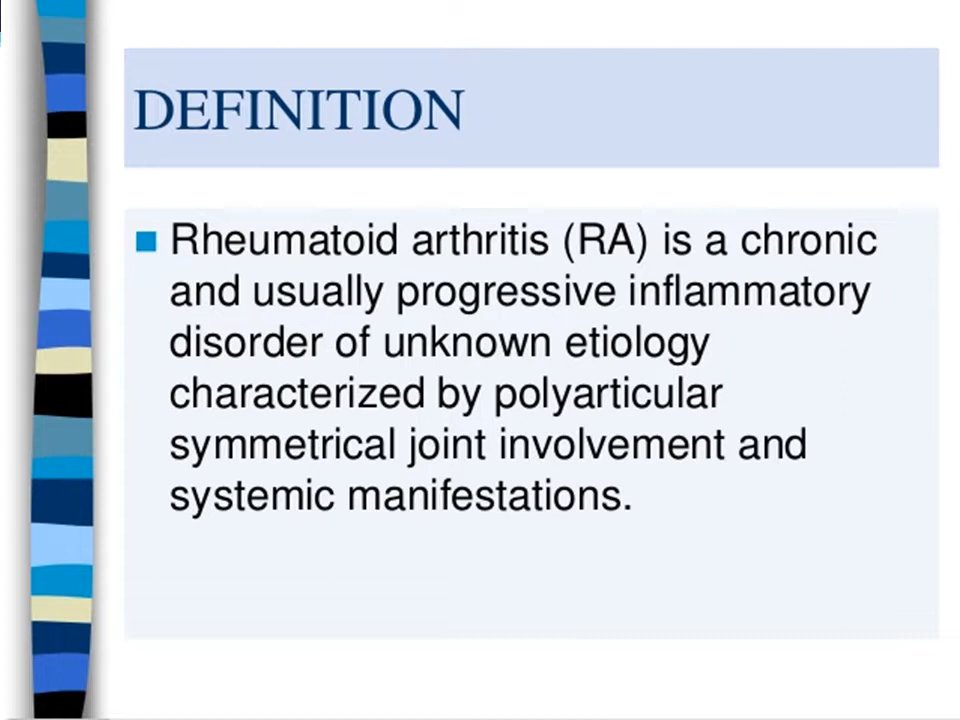 DEFINITION
Rheumatoid arthritis (RA) is a chronic
and usually progressive inflammatory
disorder of unknown etiology
characterized by polyarticular
symmetrical joint involvement and
systemic manifestations.